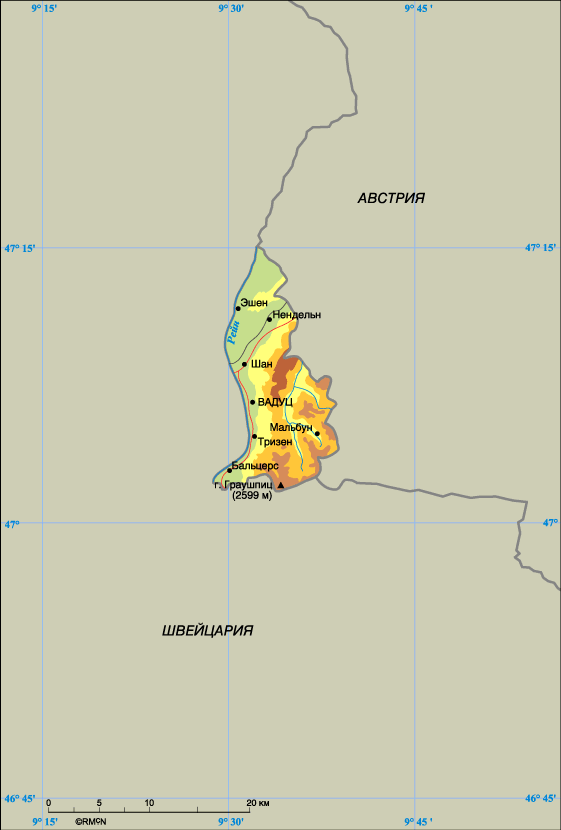 9° 15'
9° 30'
9° 45'
АВСТРИЯ
47° 15'
47° 15'
Эшен
Нендельн
Рейн
Шан
ВАДУЦ
Мальбун
Тризен
Бальцерс
г. Граушпиц
(2599 м)
47°
47°
ШВЕЙЦАРИЯ
46° 45'
46° 45'
0 5 10 20 км
©RMCN
9° 15'
9° 30'
9° 45'